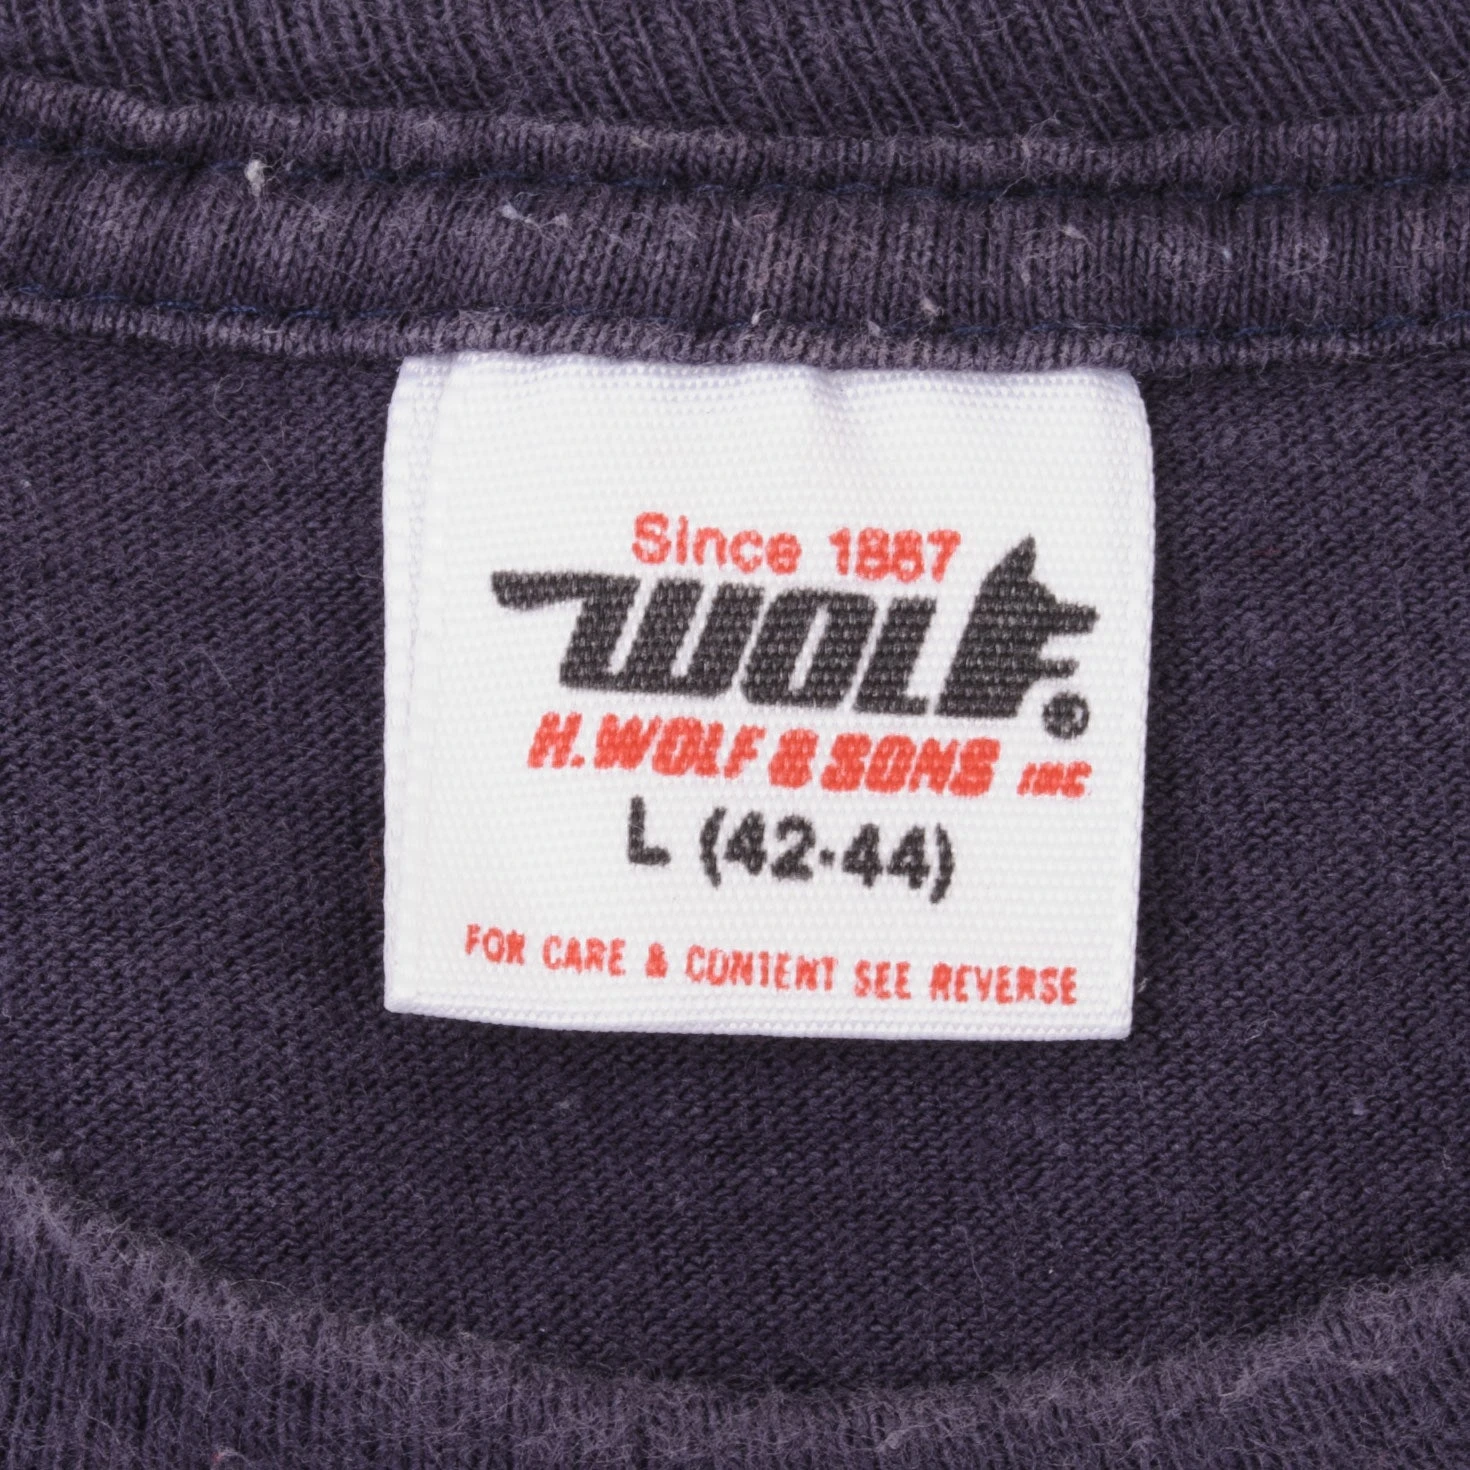 Since 1887
WOLF®
H. WOLF & SONS INC
L (42-44)
FOR CARE & CONTENT SEE REVERSE